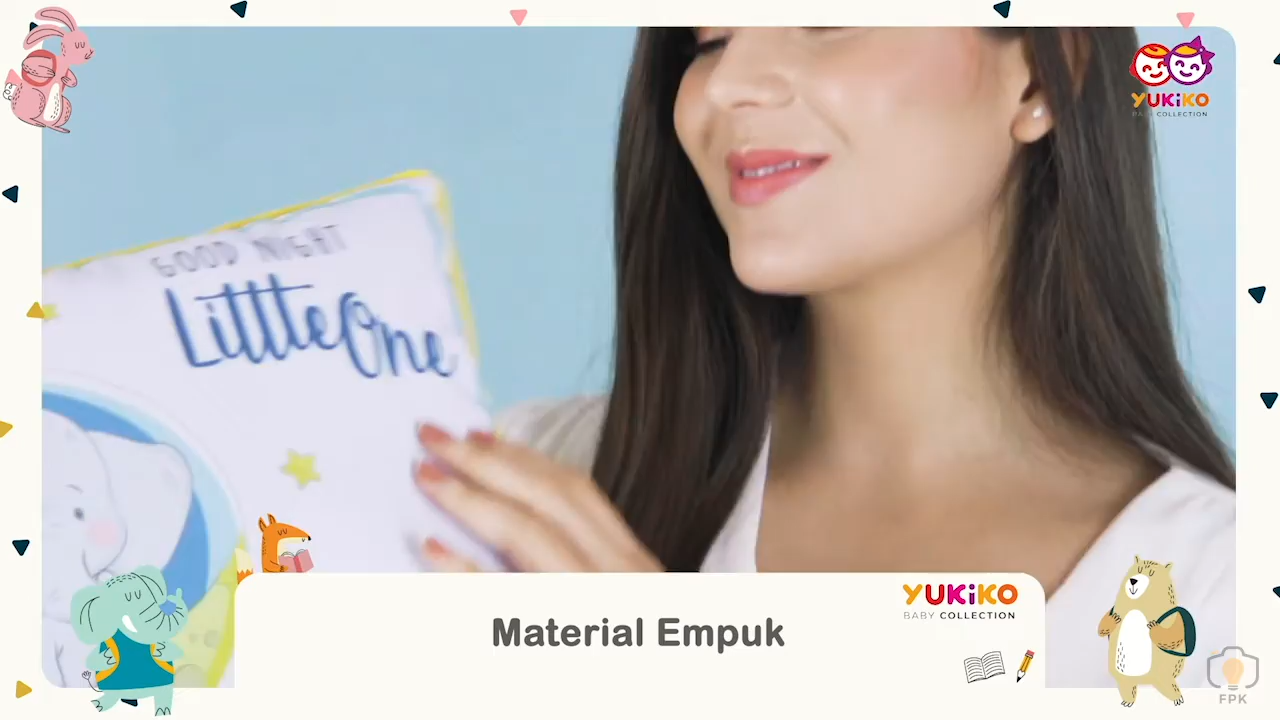 YUKiKO
BABY COLLECTION
GOOD NIGHT
Little One
YUKiKO
BABY COLLECTION
Material Empuk
FPK